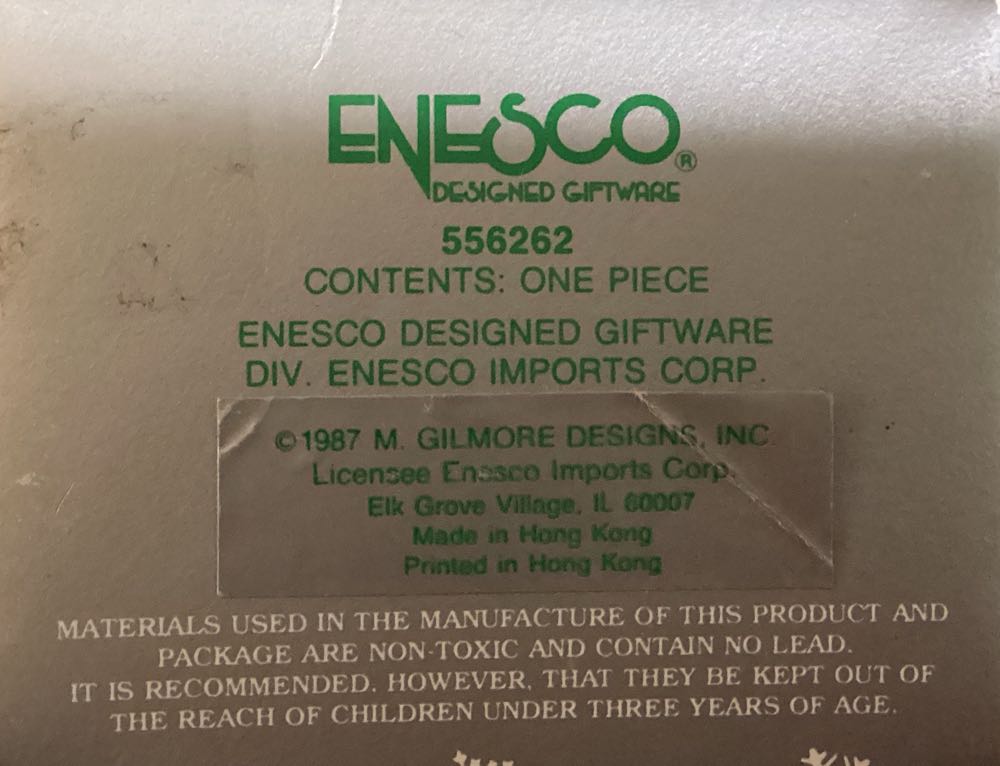 ENESCO®
DESIGNED GIFTWARE
556262
CONTENTS: ONE PIECE
ENESCO DESIGNED GIFTWARE
DIV. ENESCO IMPORTS CORP.
©1987 M. GILMORE DESIGNS, INC.
Licensee Enesco Imports Corp.
Elk Grove Village, IL 60007
Made in Hong Kong
Printed in Hong Kong
MATERIALS USED IN THE MANUFACTURE OF THIS PRODUCT AND
PACKAGE ARE NON-TOXIC AND CONTAIN NO LEAD.
IT IS RECOMMENDED, HOWEVER, THAT THEY BE KEPT OUT OF
THE REACH OF CHILDREN UNDER THREE YEARS OF AGE.